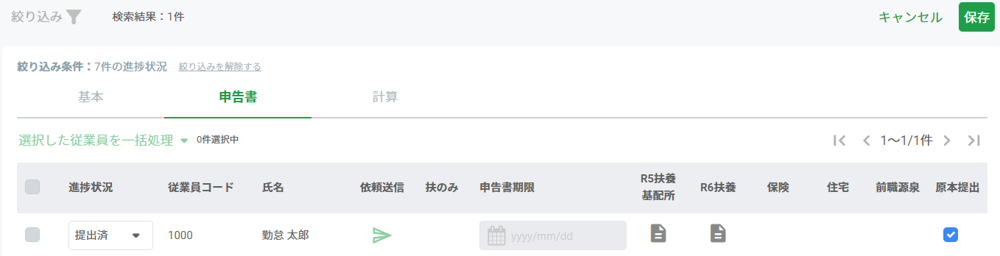 絞り込み 検索結果：1件 キャンセル 保存
絞り込み条件：7件の進捗状況 絞り込みを解除する
基本 申告書 計算
選択した従業員を一括処理 0件選択中 1～1/1件
進捗状況 従業員コード 氏名 依頼送信 扶のみ 申告書期限 R5扶養 基配所 R6扶養 保険 住宅 前職源泉 原本提出
提出済 1000 勤怠 太郎 yyyy/mm/dd